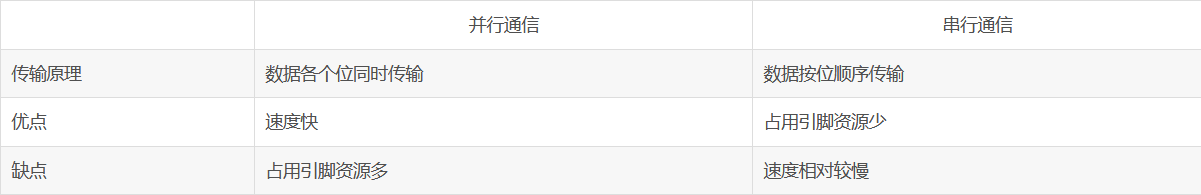 并行通信 串行通信
传输原理 数据各个位同时传输 数据按位顺序传输
优点 速度快 占用引脚资源少
缺点 占用引脚资源多 速度相对较慢